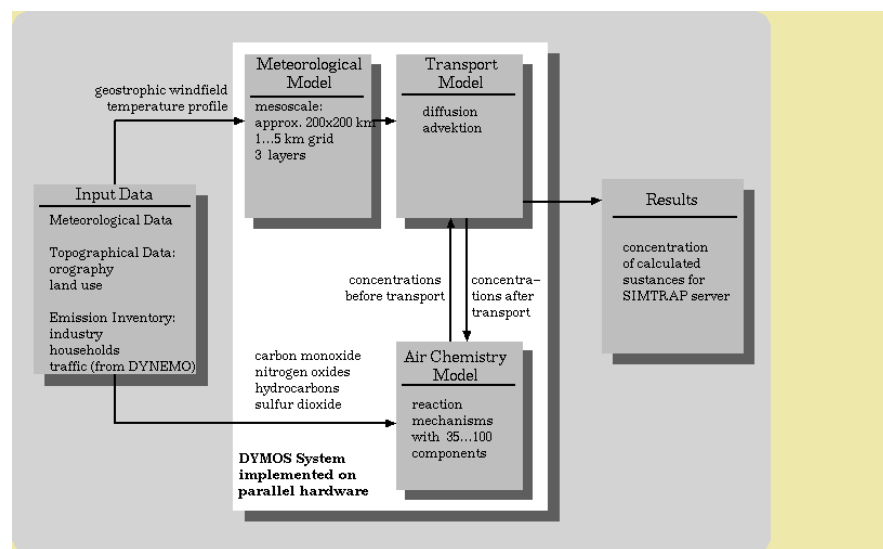 geostrophic windfield
temperature profile
Meteorological
Model
mesoscale:
approx. 200x200 km
1...5 km grid
3 layers
Transport
Model
diffusion
advektion
Input Data
Meteorological Data
Topographical Data:
orography
land use
Emission Inventory:
industry
households
traffic (from DYNEMO)
Results
concentration
of calculated
sustances for
SIMTRAP server
concentrations
before transport
concentra-
tions after
transport
carbon monoxide
nitrogen oxides
hydrocarbons
sulfur dioxide
Air Chemistry
Model
reaction
mechanisms
with 35...100
components
DYMOS System
implemented on
parallel hardware